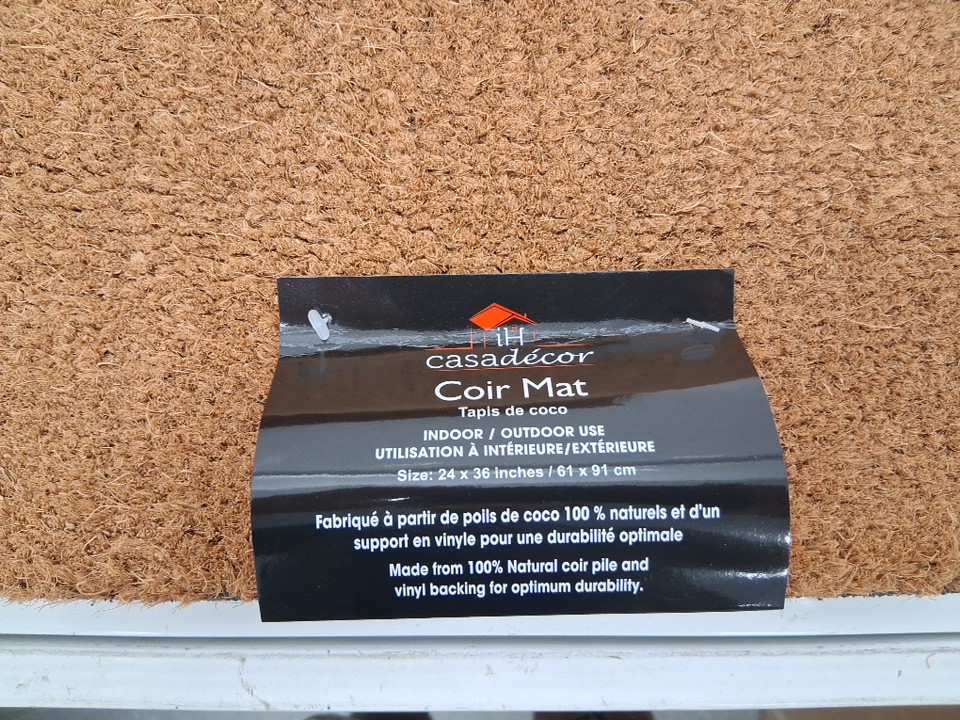 iH
casadécor
Coir Mat
Tapis de coco
INDOOR / OUTDOOR USE
UTILISATION À INTÉRIEURE/EXTÉRIEURE
Size: 24 x 36 inches / 61 x 91 cm
Fabriqué à partir de poils de coco 100 % naturels et d'un
support en vinyle pour une durabilité optimale
Made from 100% Natural coir pile and
vinyl backing for optimum durability.